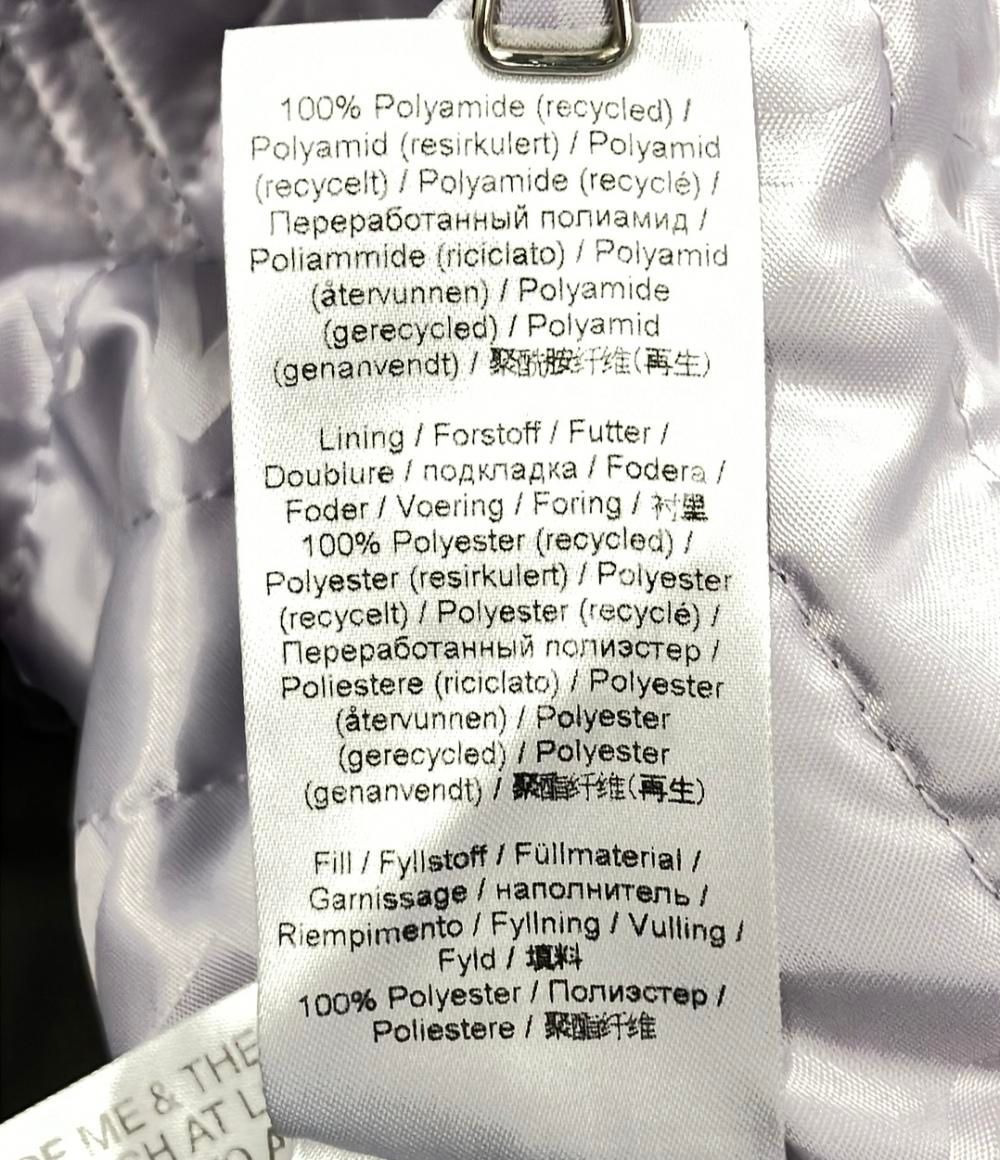 100% Polyamide (recycled) /
Polyamid (resirkulert) / Polyamid
(recycelt) / Polyamide (recyclé) /
Переработанный полиамид /
Poliammide (riciclato) / Polyamid
(återvunnen) / Polyamide
(gerecycled) / Polyamid
(genanvendt) / 聚酰胺纤维(再生)
Lining / Forstoff / Futter /
Doublure / подкладка / Fodera /
Foder / Voering / Foring / 衬里
100% Polyester (recycled) /
Polyester (resirkulert) / Polyester
(recycelt) / Polyester (recyclé) /
Переработанный полиэстер /
Poliestere (riciclato) / Polyester
(återvunnen) / Polyester
(gerecycled) / Polyester
(genanvendt) / 聚酯纤维(再生)
Fill / Fyllstoff / Füllmaterial /
Garnissage / наполнитель /
Riempimento / Fyllning / Vulling /
Fyld / 填料
100% Polyester / Полиэстер /
Poliestere / 聚酯纤维
ME & THE
AT